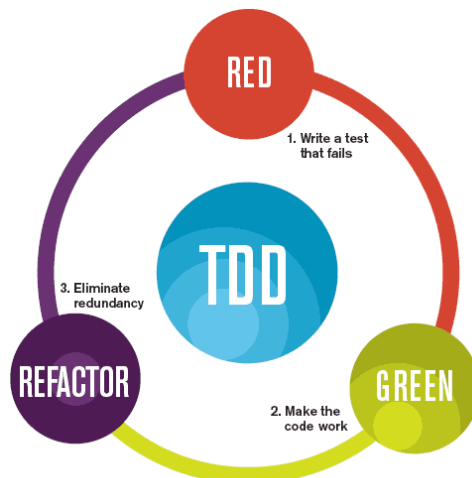 RED
1. Write a test
that fails
TDD
3. Eliminate
redundancy
REFACTOR
GREEN
2. Make the
code work